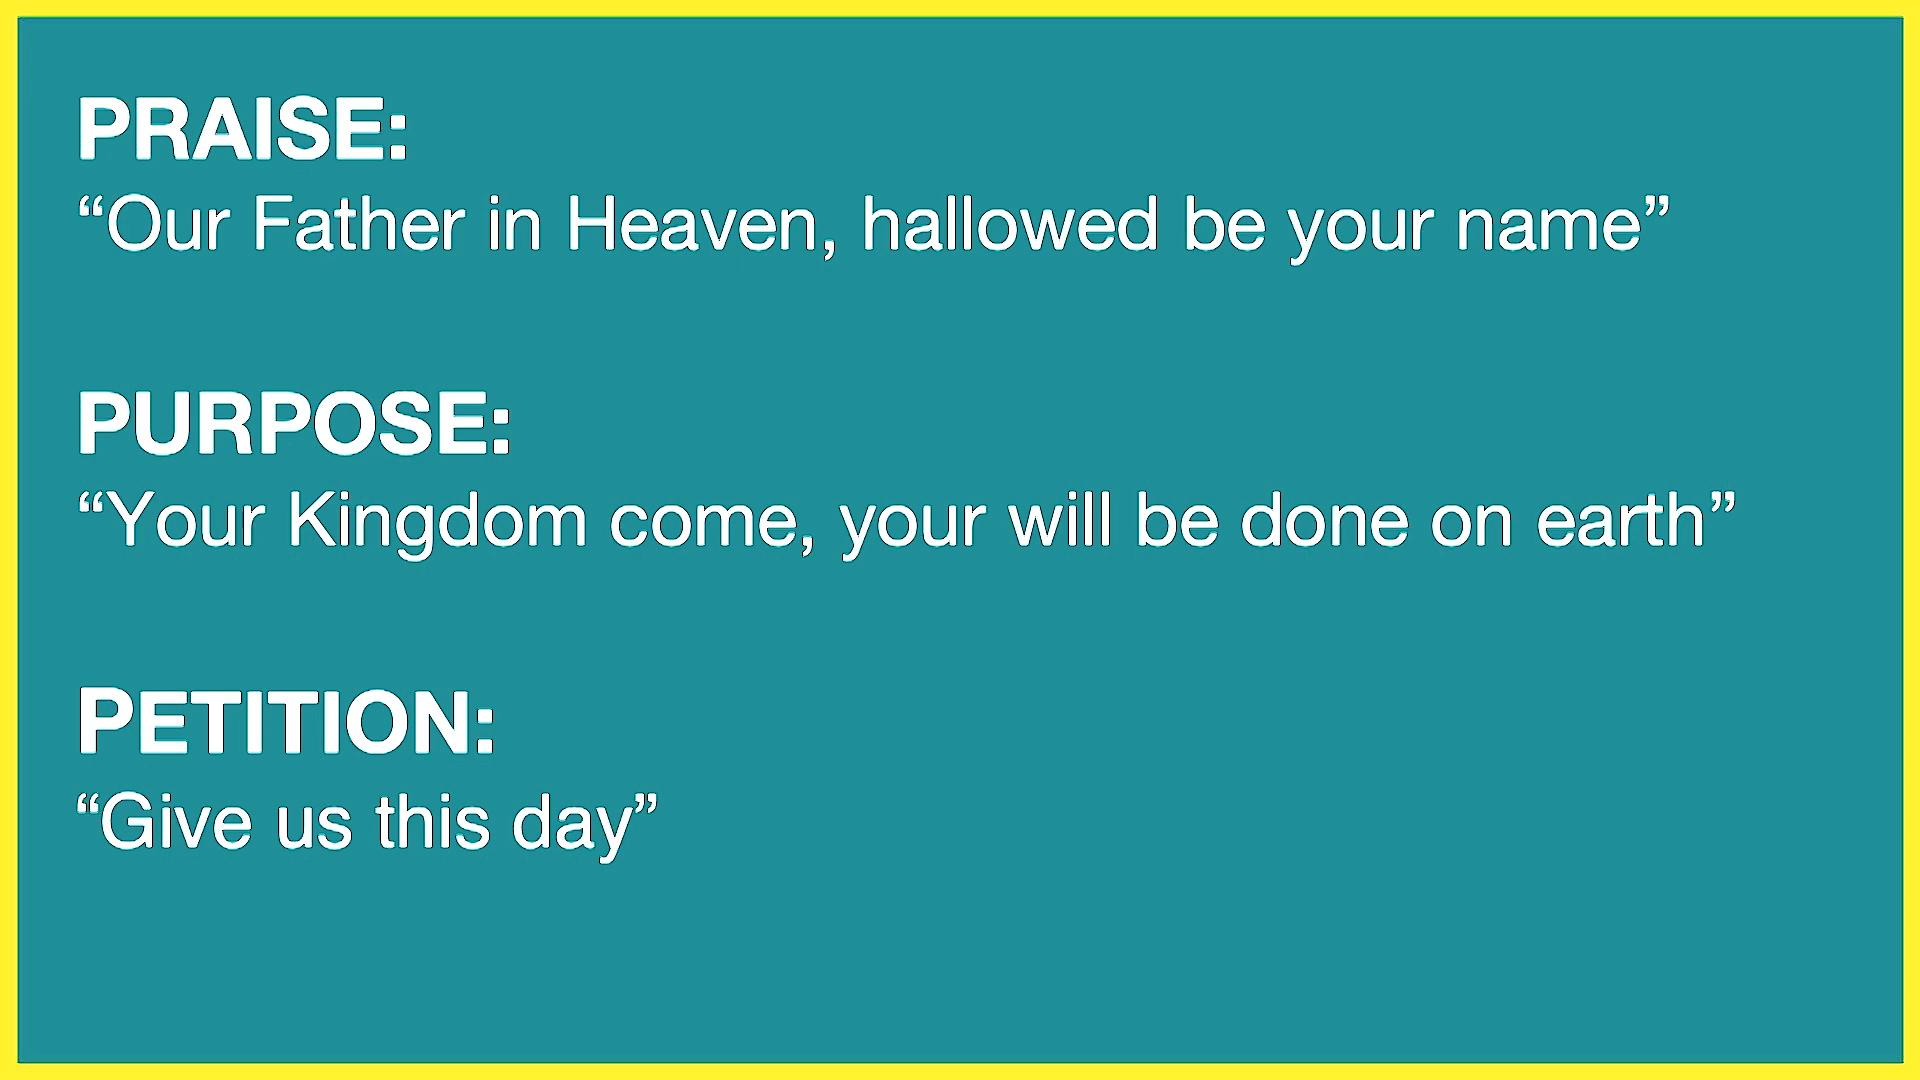 PRAISE:
“Our Father in Heaven, hallowed be your name”
PURPOSE:
“Your Kingdom come, your will be done on earth”
PETITION:
“Give us this day”